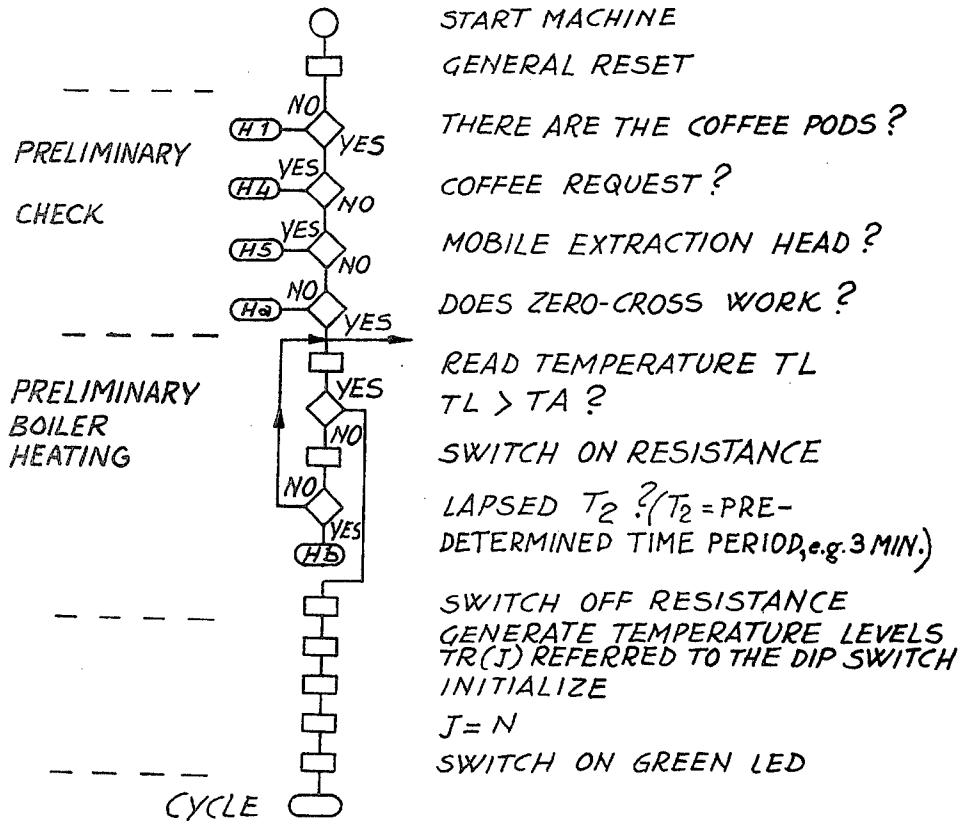 START MACHINE
GENERAL RESET
NO
H1
YES
THERE ARE THE COFFEE PODS?
PRELIMINARY
CHECK
YES
H4
NO
COFFEE REQUEST?
YES
H5
NO
MOBILE EXTRACTION HEAD?
NO
Ha
YES
DOES ZERO-CROSS WORK?
PRELIMINARY
BOILER
HEATING
READ TEMPERATURE TL
YES
TL > TA?
NO
SWITCH ON RESISTANCE
NO
YES
Hb
LAPSED T2 ?(T2 = PRE-
DETERMINED TIME PERIOD, e.g. 3 MIN.)
SWITCH OFF RESISTANCE
GENERATE TEMPERATURE LEVELS
TR(J) REFERRED TO THE DIP SWITCH
INITIALIZE
J = N
SWITCH ON GREEN LED
CYCLE